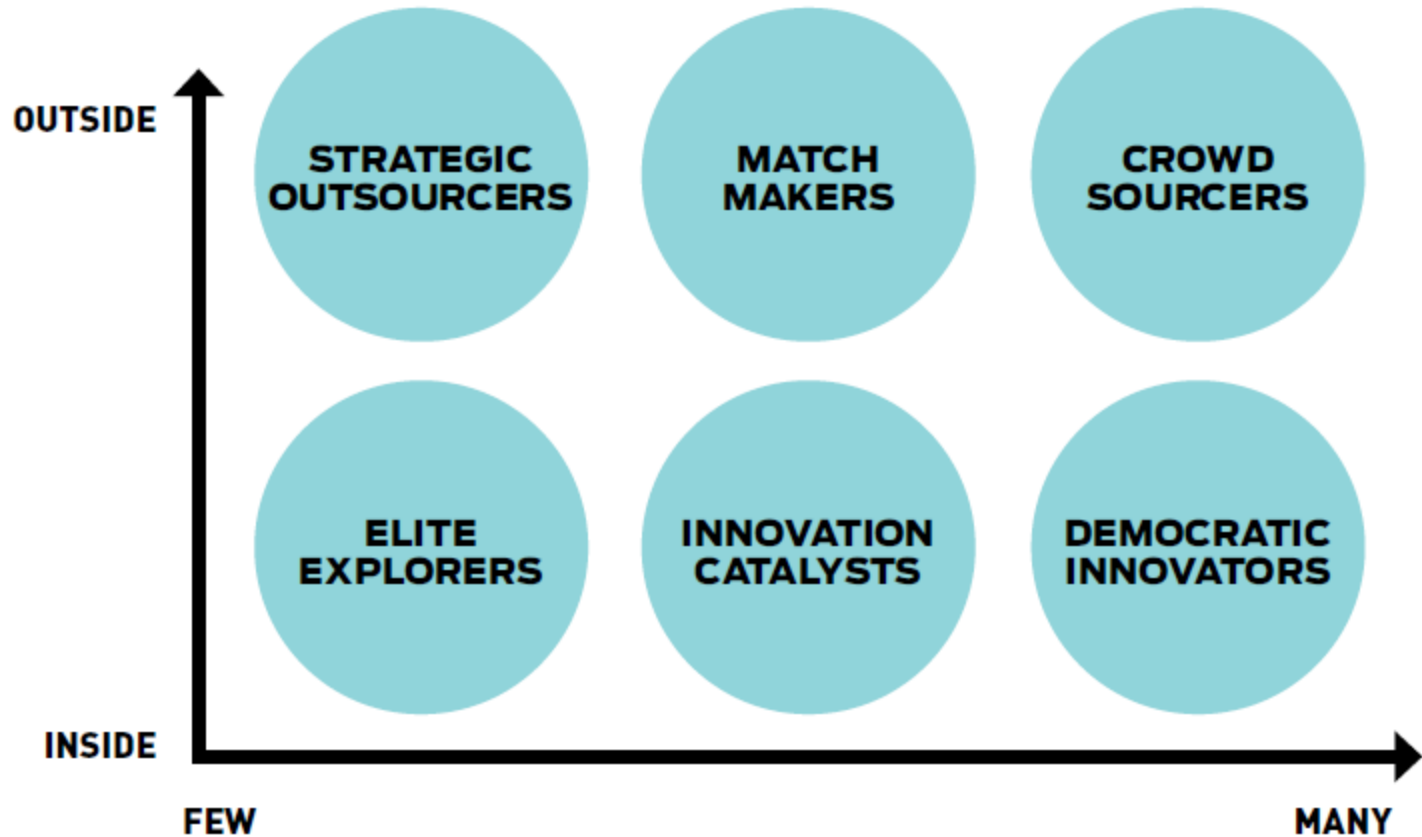 OUTSIDE
STRATEGIC
OUTSOURCERS
MATCH
MAKERS
CROWD
SOURCERS
ELITE
EXPLORERS
INNOVATION
CATALYSTS
DEMOCRATIC
INNOVATORS
INSIDE
FEW
MANY